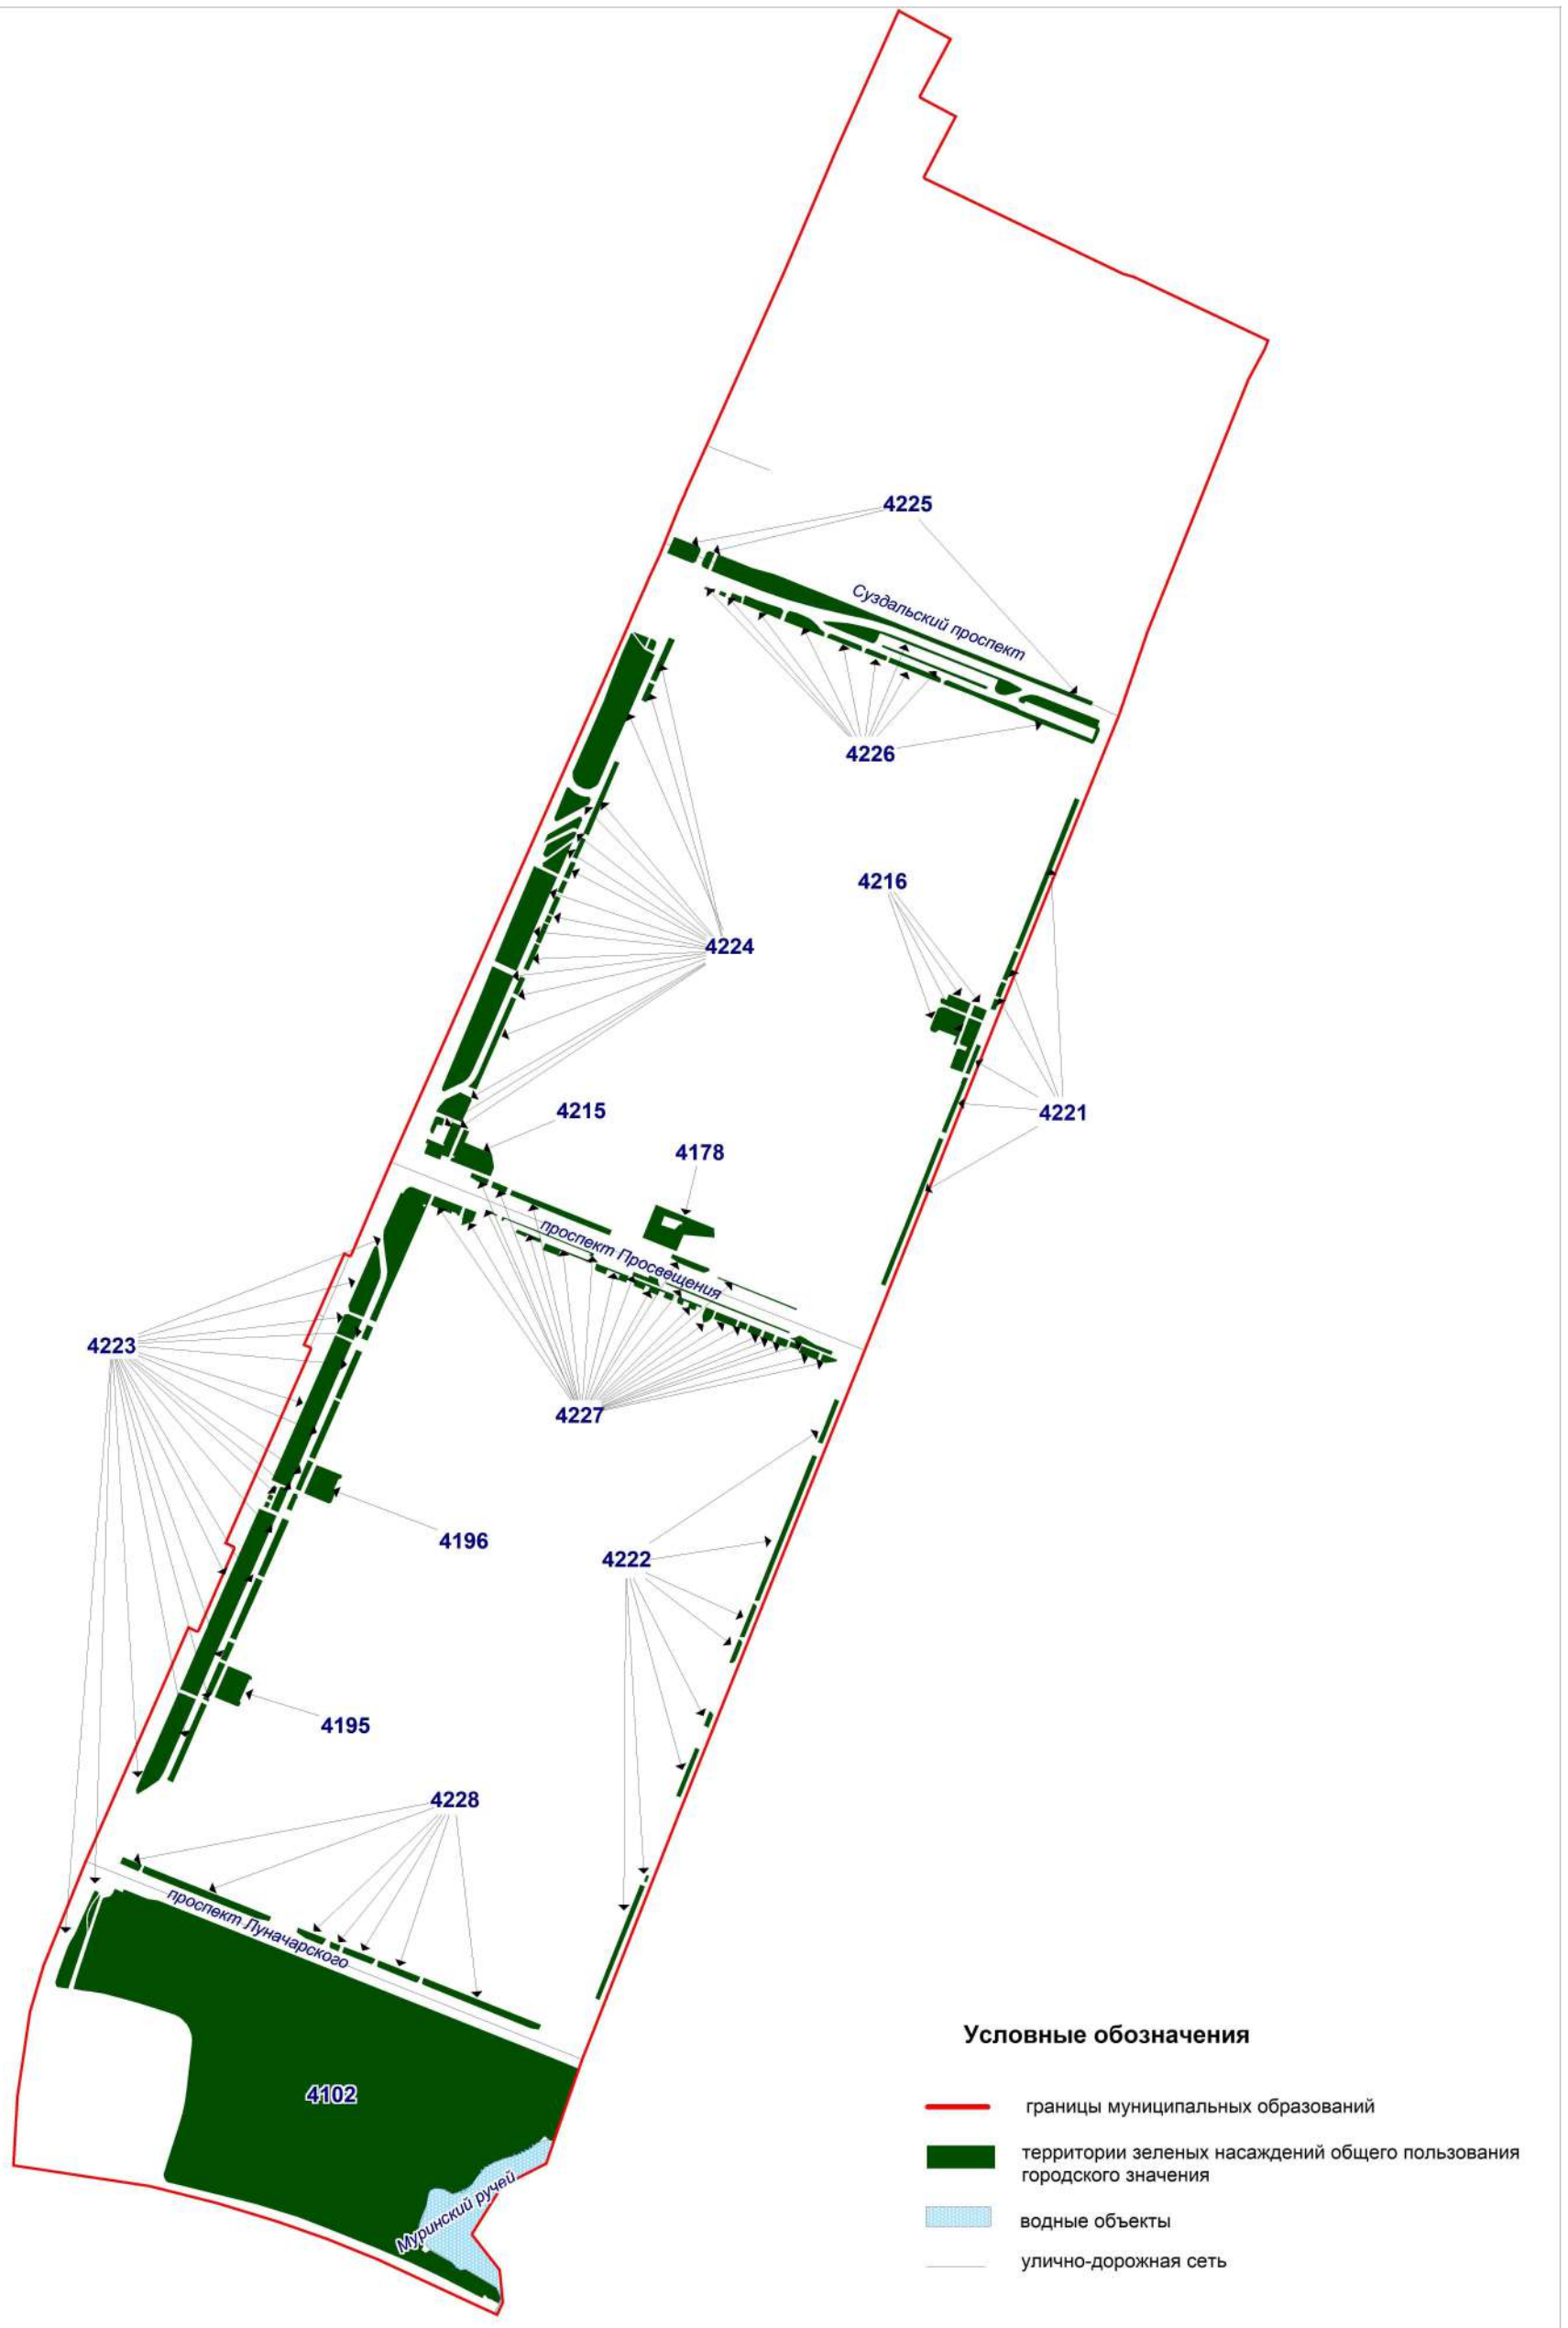 4225
Суздальский проспект
4226
4216
4224
4215
4221
4178
проспект Просвещения
4223
4227
4196
4222
4195
4228
проспект Луначарского
4102
Муринский ручей
Условные обозначения
границы муниципальных образований
территории зеленых насаждений общего пользования
городского значения
водные объекты
улично-дорожная сеть